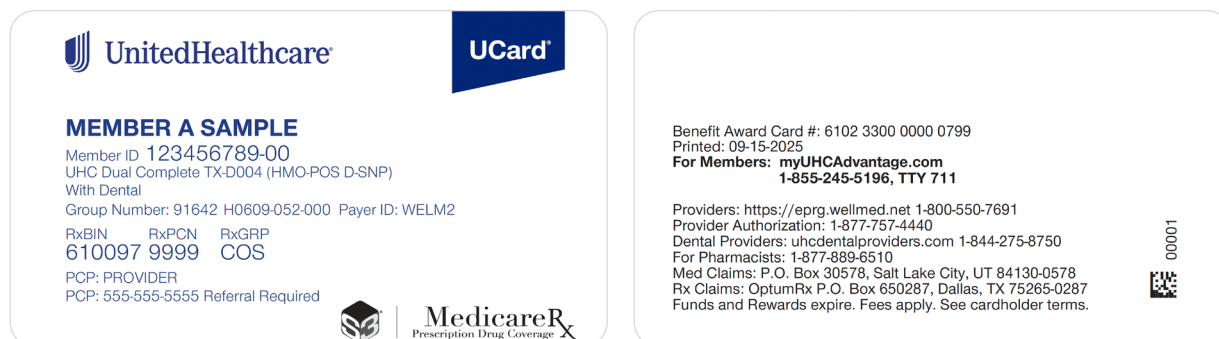 UnitedHealthcare®
UCard®
MEMBER A SAMPLE
Member ID 123456789-00
UHC Dual Complete TX-D004 (HMO-POS D-SNP)
With Dental
Group Number: 91642 H0609-052-000 Payer ID: WELM2
RxBIN RxPCN RxGRP
610097 9999 COS
PCP: PROVIDER
PCP: 555-555-5555 Referral Required
S3
MedicareRx
Prescription Drug Coverage
Benefit Award Card #: 6102 3300 0000 0799
Printed: 09-15-2025
For Members: myUHCAdvantage.com
1-855-245-5196, TTY 711
Providers: https://eprg.wellmed.net 1-800-550-7691
Provider Authorization: 1-877-757-4440
Dental Providers: uhcdentalproviders.com 1-844-275-8750
For Pharmacists: 1-877-889-6510
Med Claims: P.O. Box 30578, Salt Lake City, UT 84130-0578
Rx Claims: OptumRx P.O. Box 650287, Dallas, TX 75265-0287
Funds and Rewards expire. Fees apply. See cardholder terms.
00001